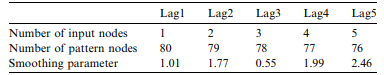 Lag1 Lag2 Lag3 Lag4 Lag5
Number of input nodes 1 2 3 4 5
Number of pattern nodes 80 79 78 77 76
Smoothing parameter 1.01 1.77 0.55 1.99 2.46